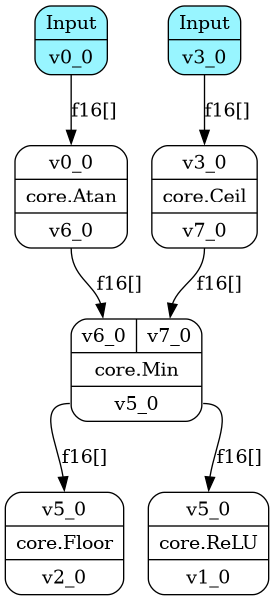 Input
v0_0
Input
v3_0
f16[]
f16[]
v0_0
core.Atan
v6_0
v3_0
core.Ceil
v7_0
f16[]
f16[]
v6_0 v7_0
core.Min
v5_0
f16[]
f16[]
v5_0
core.Floor
v2_0
v5_0
core.ReLU
v1_0